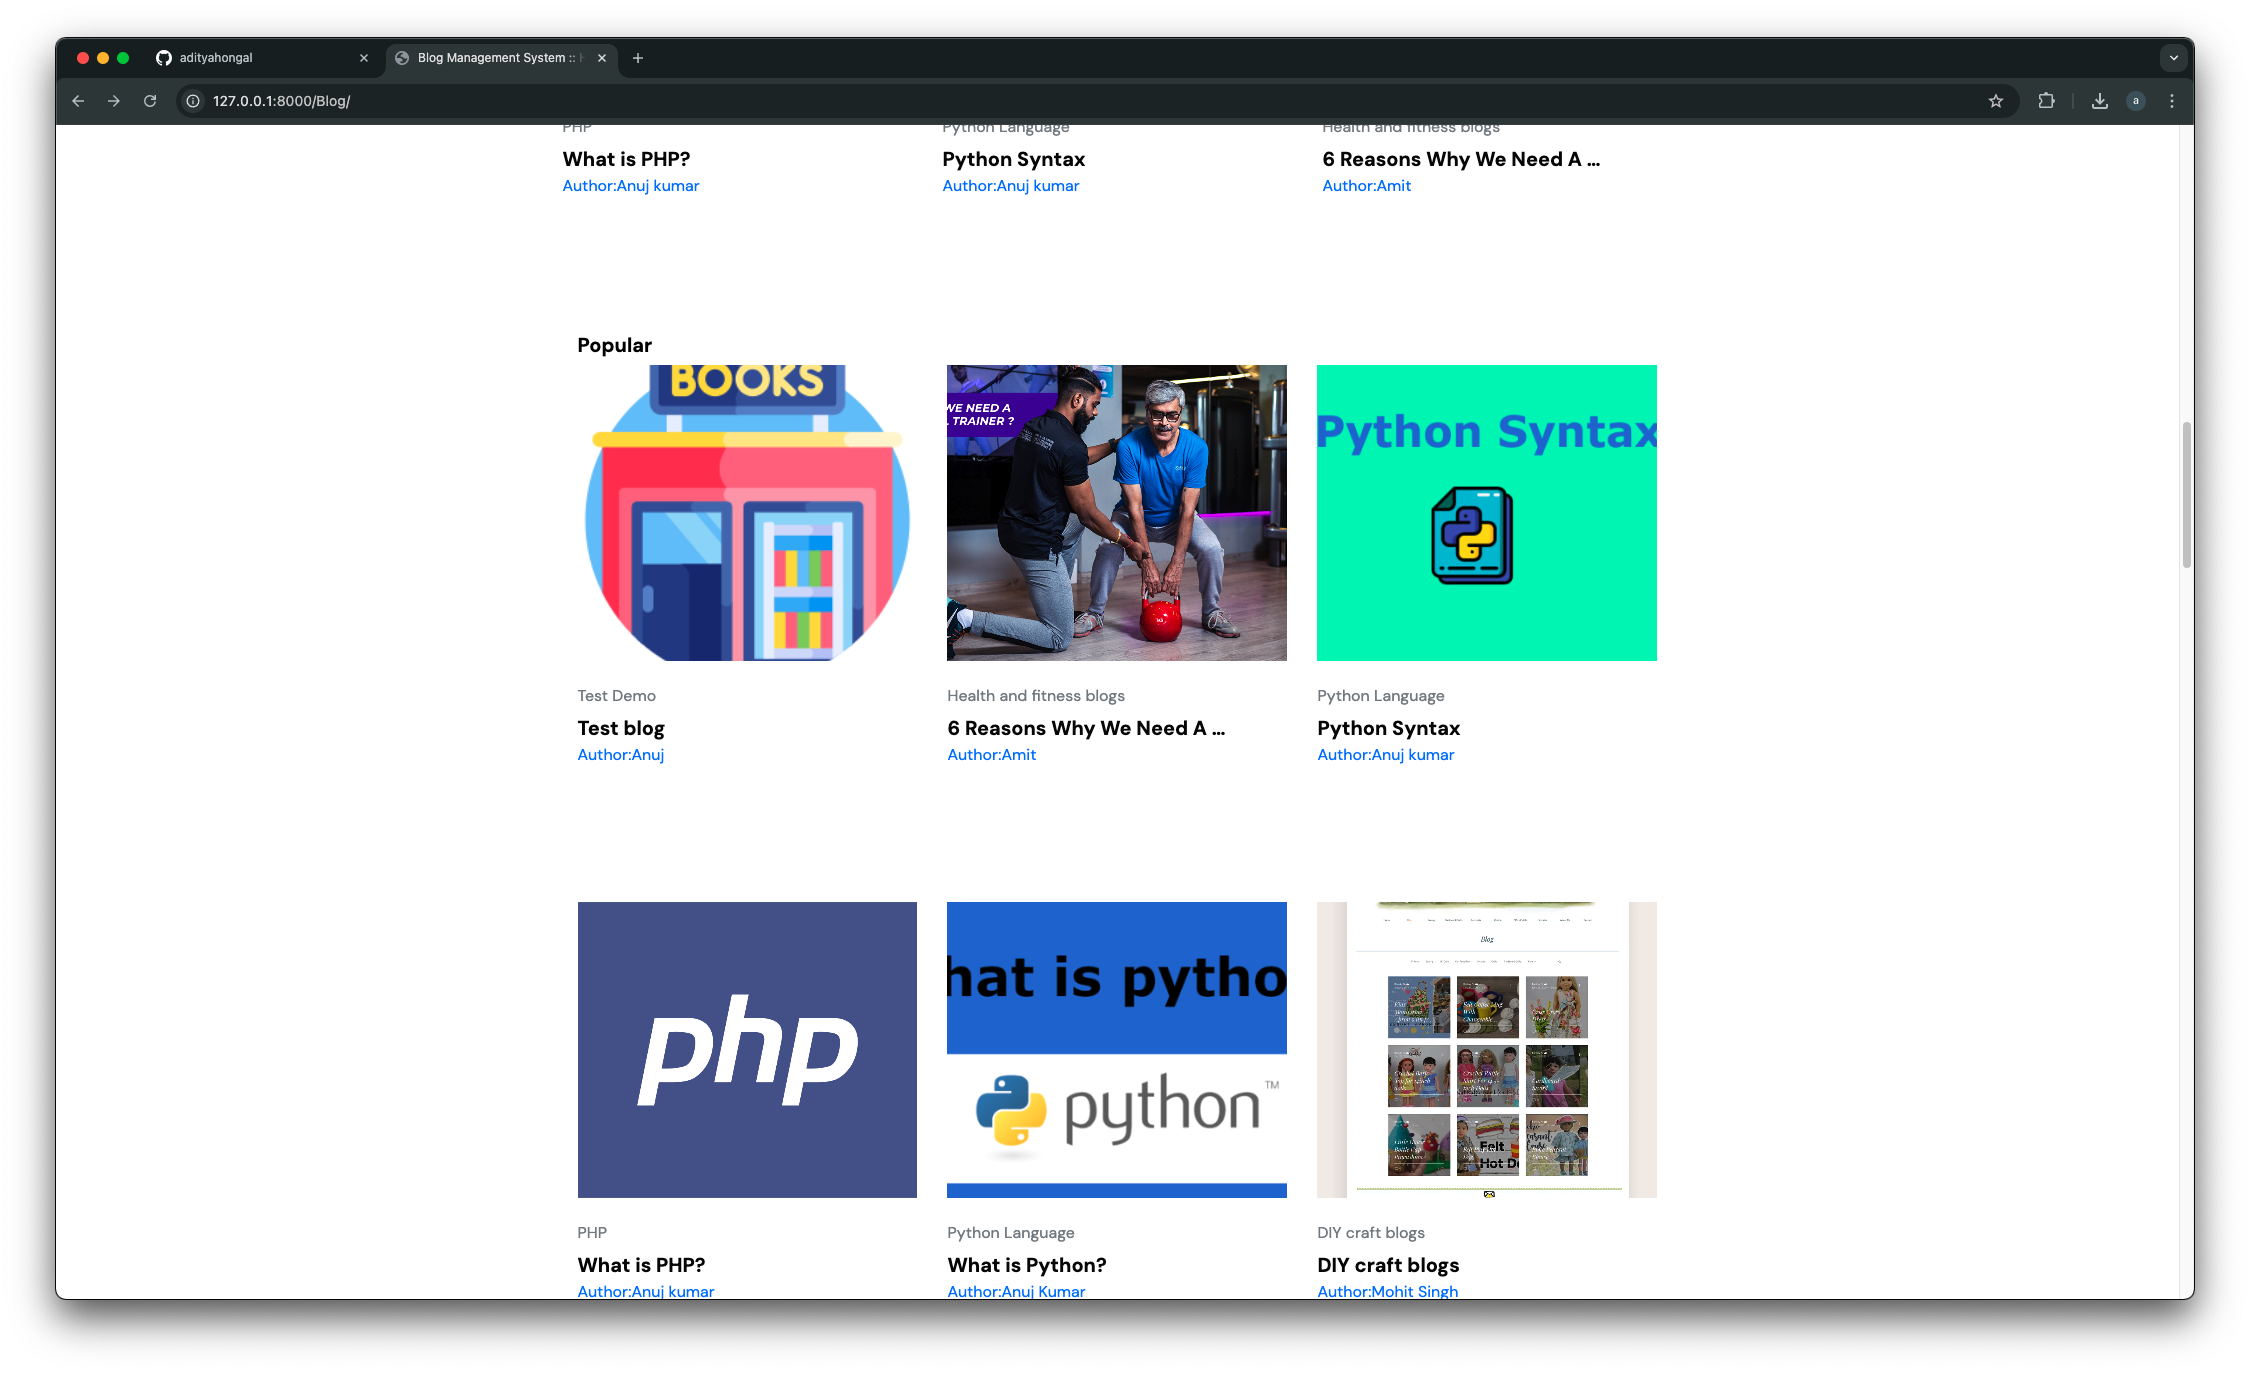 adityahongal
Blog Management System :: H
127.0.0.1:8000/Blog/
a
PHP
Python Language
Health and fitness blogs
What is PHP?
Python Syntax
6 Reasons Why We Need A ...
Author:Anuj kumar
Author:Anuj kumar
Author:Amit
Popular
BOOKS
WE NEED A
L TRAINER ?
Python Syntax
Test Demo
Health and fitness blogs
Python Language
Test blog
6 Reasons Why We Need A ...
Python Syntax
Author:Anuj
Author:Amit
Author:Anuj kumar
php
hat is pytho
python™
Blog
Felt
Hot D
PHP
Python Language
DIY craft blogs
What is PHP?
What is Python?
DIY craft blogs
Author:Anuj kumar
Author:Anuj Kumar
Author:Mohit Singh